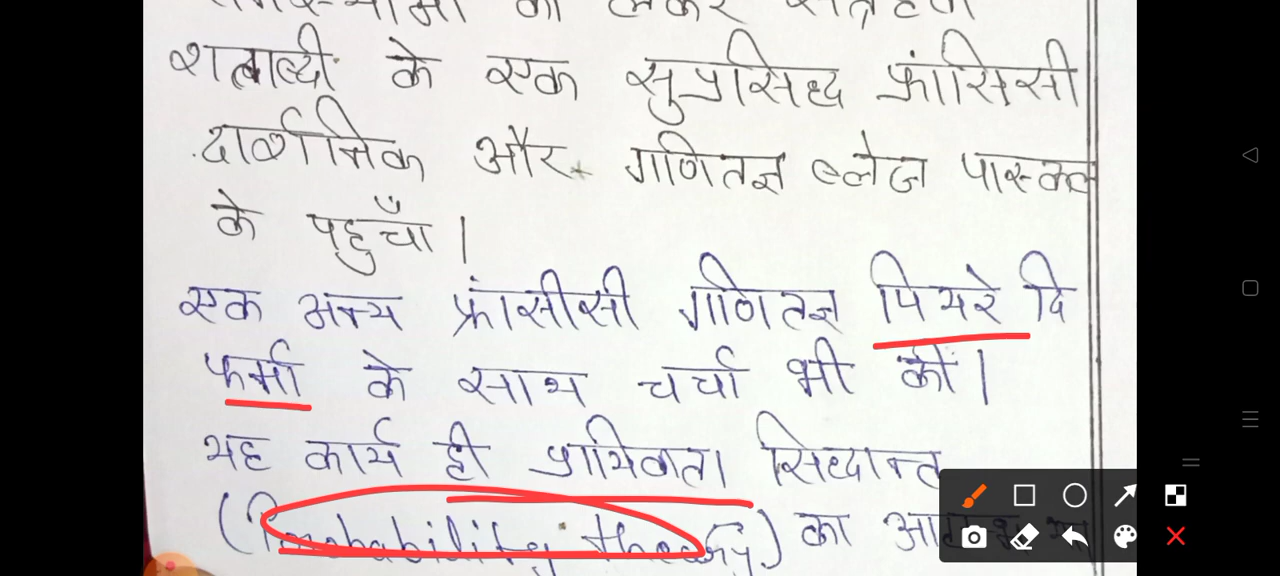 को लेकर
शताब्दी के एक सुप्रसिद्ध फ्रांसिसी
दार्शनिक और गणितज्ञ ब्लेज पास्कल
के पहुँचा ।
एक अन्य फ्रांसीसी गणितज्ञ पियरे दि
फर्मा के साथ चर्चा भी की ।
यह कार्य ही प्रायिकता सिध्दान्त
(Probability theory) का